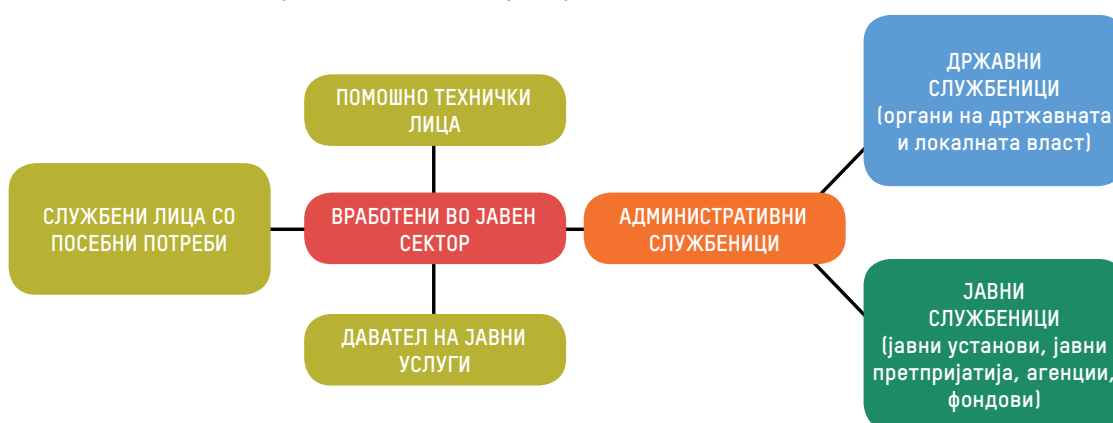 ДРЖАВНИ
СЛУЖБЕНИЦИ
(органи на дртжавната
и локалната власт)
ПОМОШНО ТЕХНИЧКИ
ЛИЦА
СЛУЖБЕНИ ЛИЦА СО
ПОСЕБНИ ПОТРЕБИ
ВРАБОТЕНИ ВО ЈАВЕН
СЕКТОР
АДМИНИСТРАТИВНИ
СЛУЖБЕНИЦИ
ДАВАТЕЛ НА ЈАВНИ
УСЛУГИ
ЈАВНИ
СЛУЖБЕНИЦИ
(јавни установи, јавни
претпријатија, агенции,
фондови)